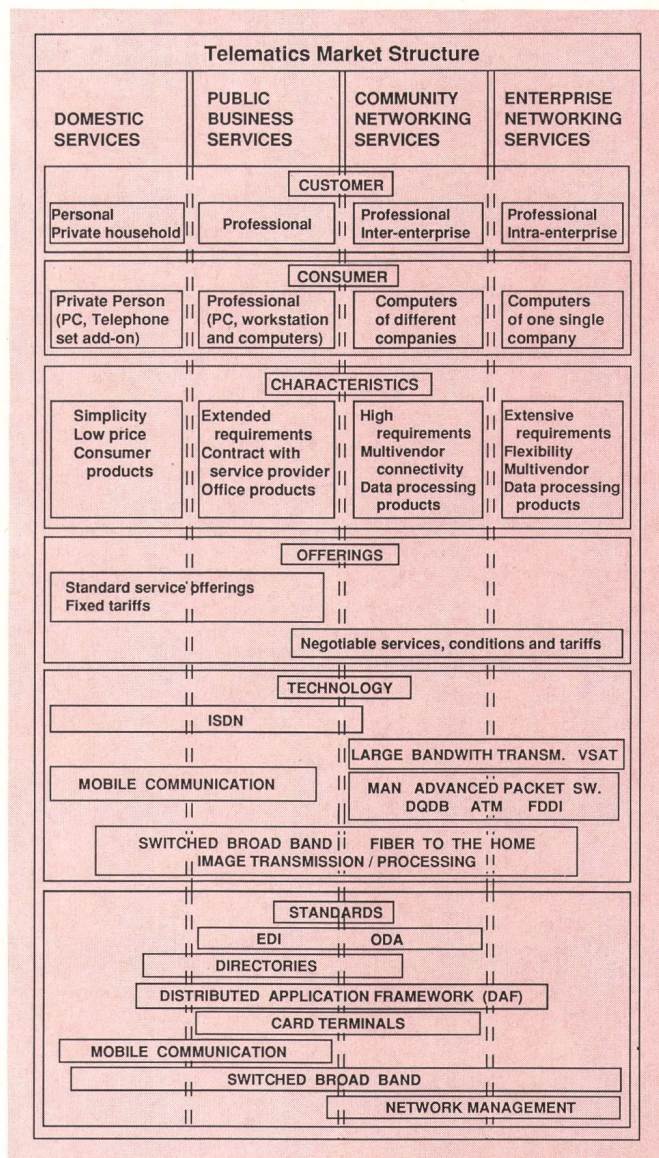 Telematics Market Structure
DOMESTIC
SERVICES
PUBLIC
BUSINESS
SERVICES
COMMUNITY
NETWORKING
SERVICES
ENTERPRISE
NETWORKING
SERVICES
CUSTOMER
Personal
Private household
Professional
Professional
Inter-enterprise
Professional
Intra-enterprise
CONSUMER
Private Person
(PC, Telephone
set add-on)
Professional
(PC, workstation
and computers)
Computers
of different
companies
Computers
of one single
company
CHARACTERISTICS
Simplicity
Low price
Consumer
products
Extended
requirements
Contract with
service provider
Office products
High
requirements
Multivendor
connectivity
Data processing
products
Extensive
requirements
Flexibility
Multivendor
Data processing
products
OFFERINGS
Standard service offerings
Fixed tariffs
Negotiable services, conditions and tariffs
TECHNOLOGY
ISDN
LARGE BANDWITH TRANSM. VSAT
MOBILE COMMUNICATION
MAN ADVANCED PACKET SW.
DQDB ATM FDDI
SWITCHED BROAD BAND FIBER TO THE HOME
IMAGE TRANSMISSION / PROCESSING
STANDARDS
EDI ODA
DIRECTORIES
DISTRIBUTED APPLICATION FRAMEWORK (DAF)
CARD TERMINALS
MOBILE COMMUNICATION
SWITCHED BROAD BAND
NETWORK MANAGEMENT